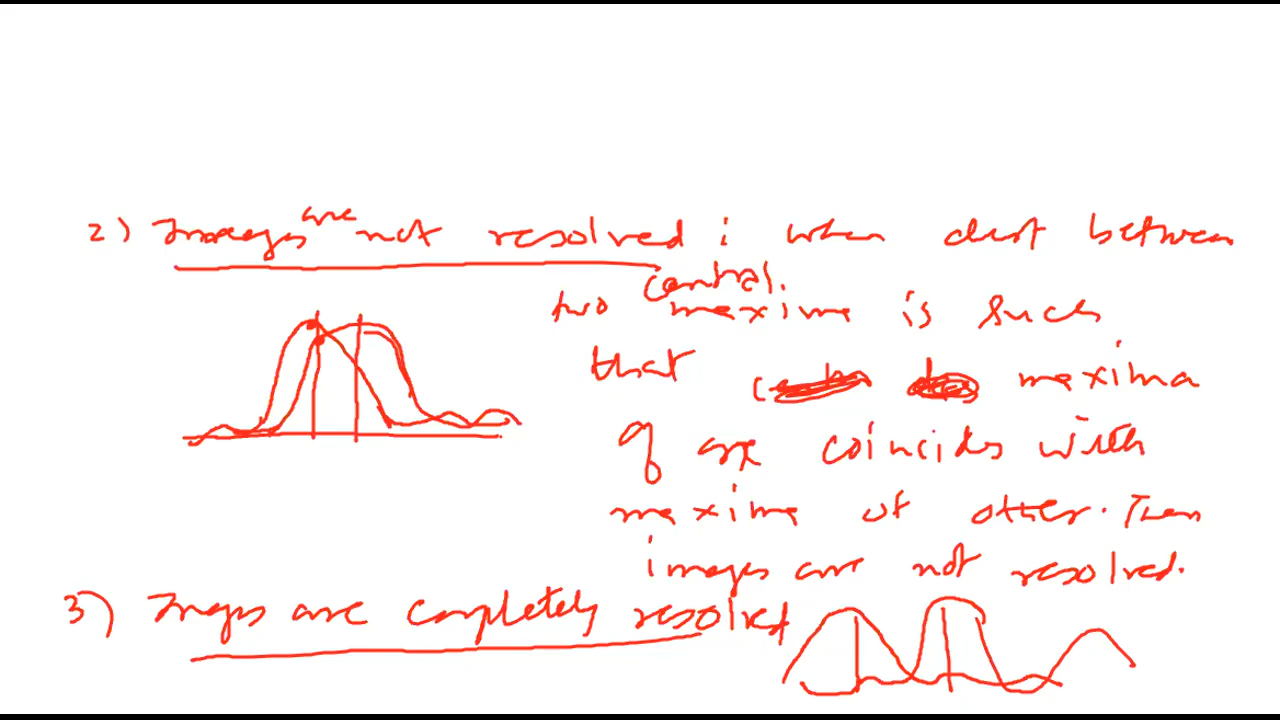 2) Images are not resolved : when dist between
two central maxima is such
that maxima
of one coincides with
maxima of other. Then
images are not resolved.
3) Images are completely resolved